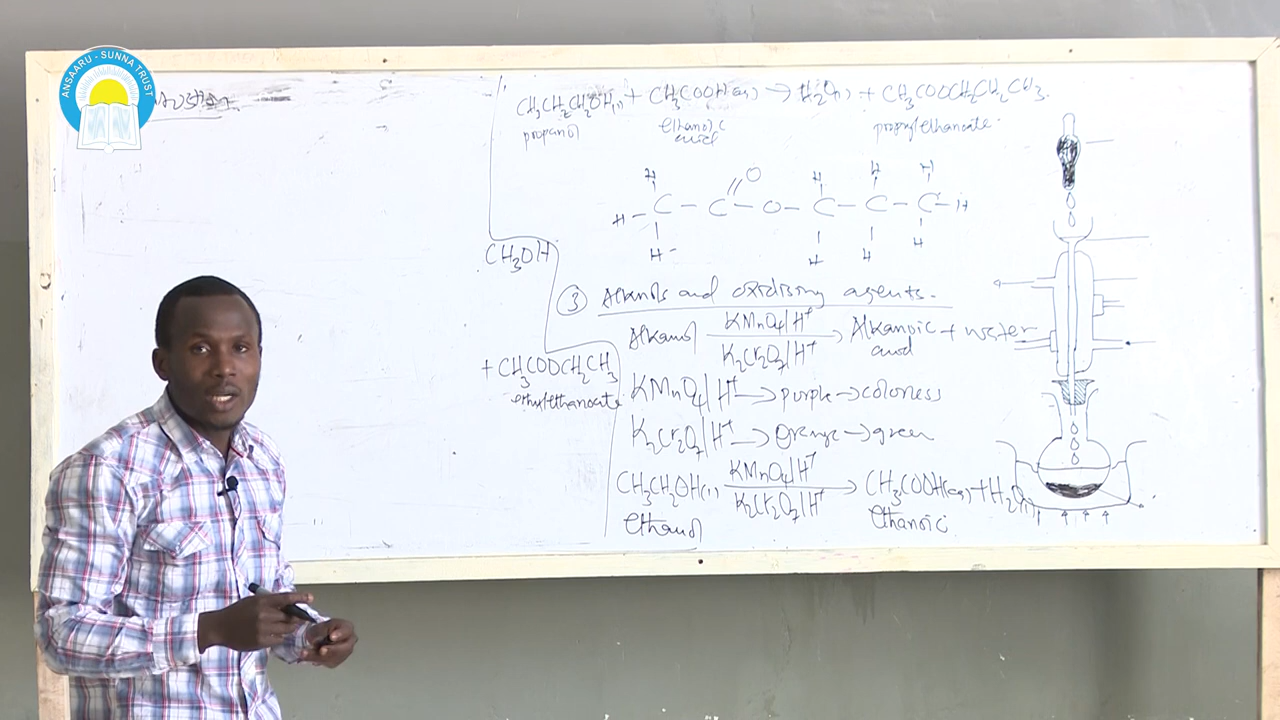 ANSAARU - SUNNA TRUST
CH3CH2CH2OH(l) + CH3COOH(aq) → H2O(l) + CH3COOCH2CH2CH3.
propanol ethanoic acid propylethanoate.
H H H H
O
H – C – C – O – C – C – C – H
H H H H
CH3OH
+ CH3COOCH2CH3
ethylethanoate
③ Alkanols and oxidising agents.
Alkanol KMnO4/H+ → Alkanoic acid + water
K2Cr2O7/H+
KMnO4/H+ → purple → colorless
K2Cr2O7/H+ → Orange → green
CH3CH2OH(l) KMnO4/H+ → CH3COOH(aq) + H2O(l)
K2Cr2O7/H+
ethanol Ethanoic